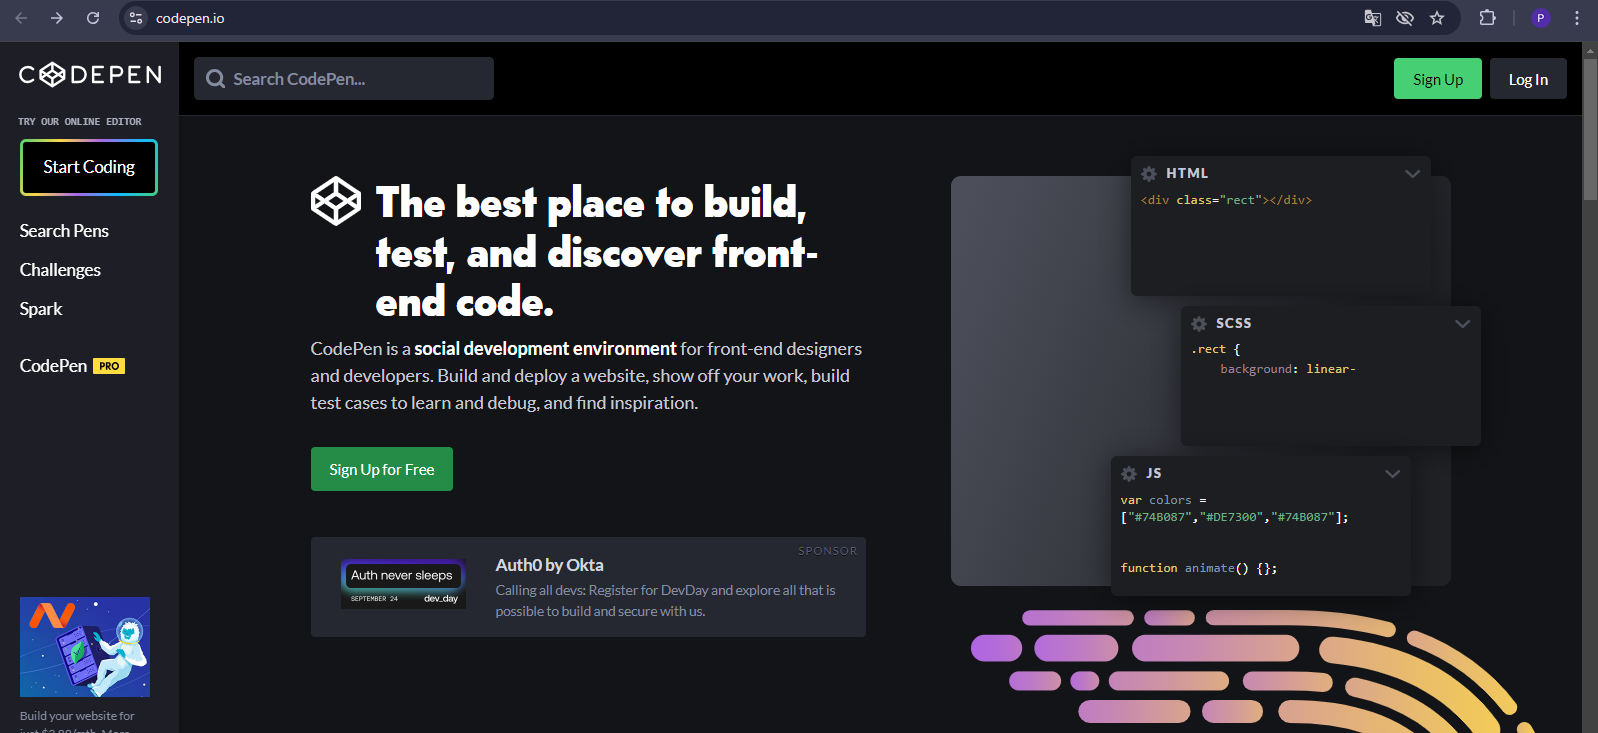 codepen.io
P
CODEPEN
TRY OUR ONLINE EDITOR
Start Coding
Search Pens
Challenges
Spark
CodePen PRO
Build your website for
Search CodePen...
Sign Up
Log In
The best place to build,
test, and discover front-
end code.
CodePen is a social development environment for front-end designers
and developers. Build and deploy a website, show off your work, build
test cases to learn and debug, and find inspiration.
Sign Up for Free
SPONSOR
Auth never sleeps
SEPTEMBER 24 dev_day
Auth0 by Okta
Calling all devs: Register for DevDay and explore all that is
possible to build and secure with us.
HTML
<div class="rect"></div>
SCSS
.rect {
background: linear-
JS
var colors =
["#74B087","#DE7300","#74B087"];
function animate() {};